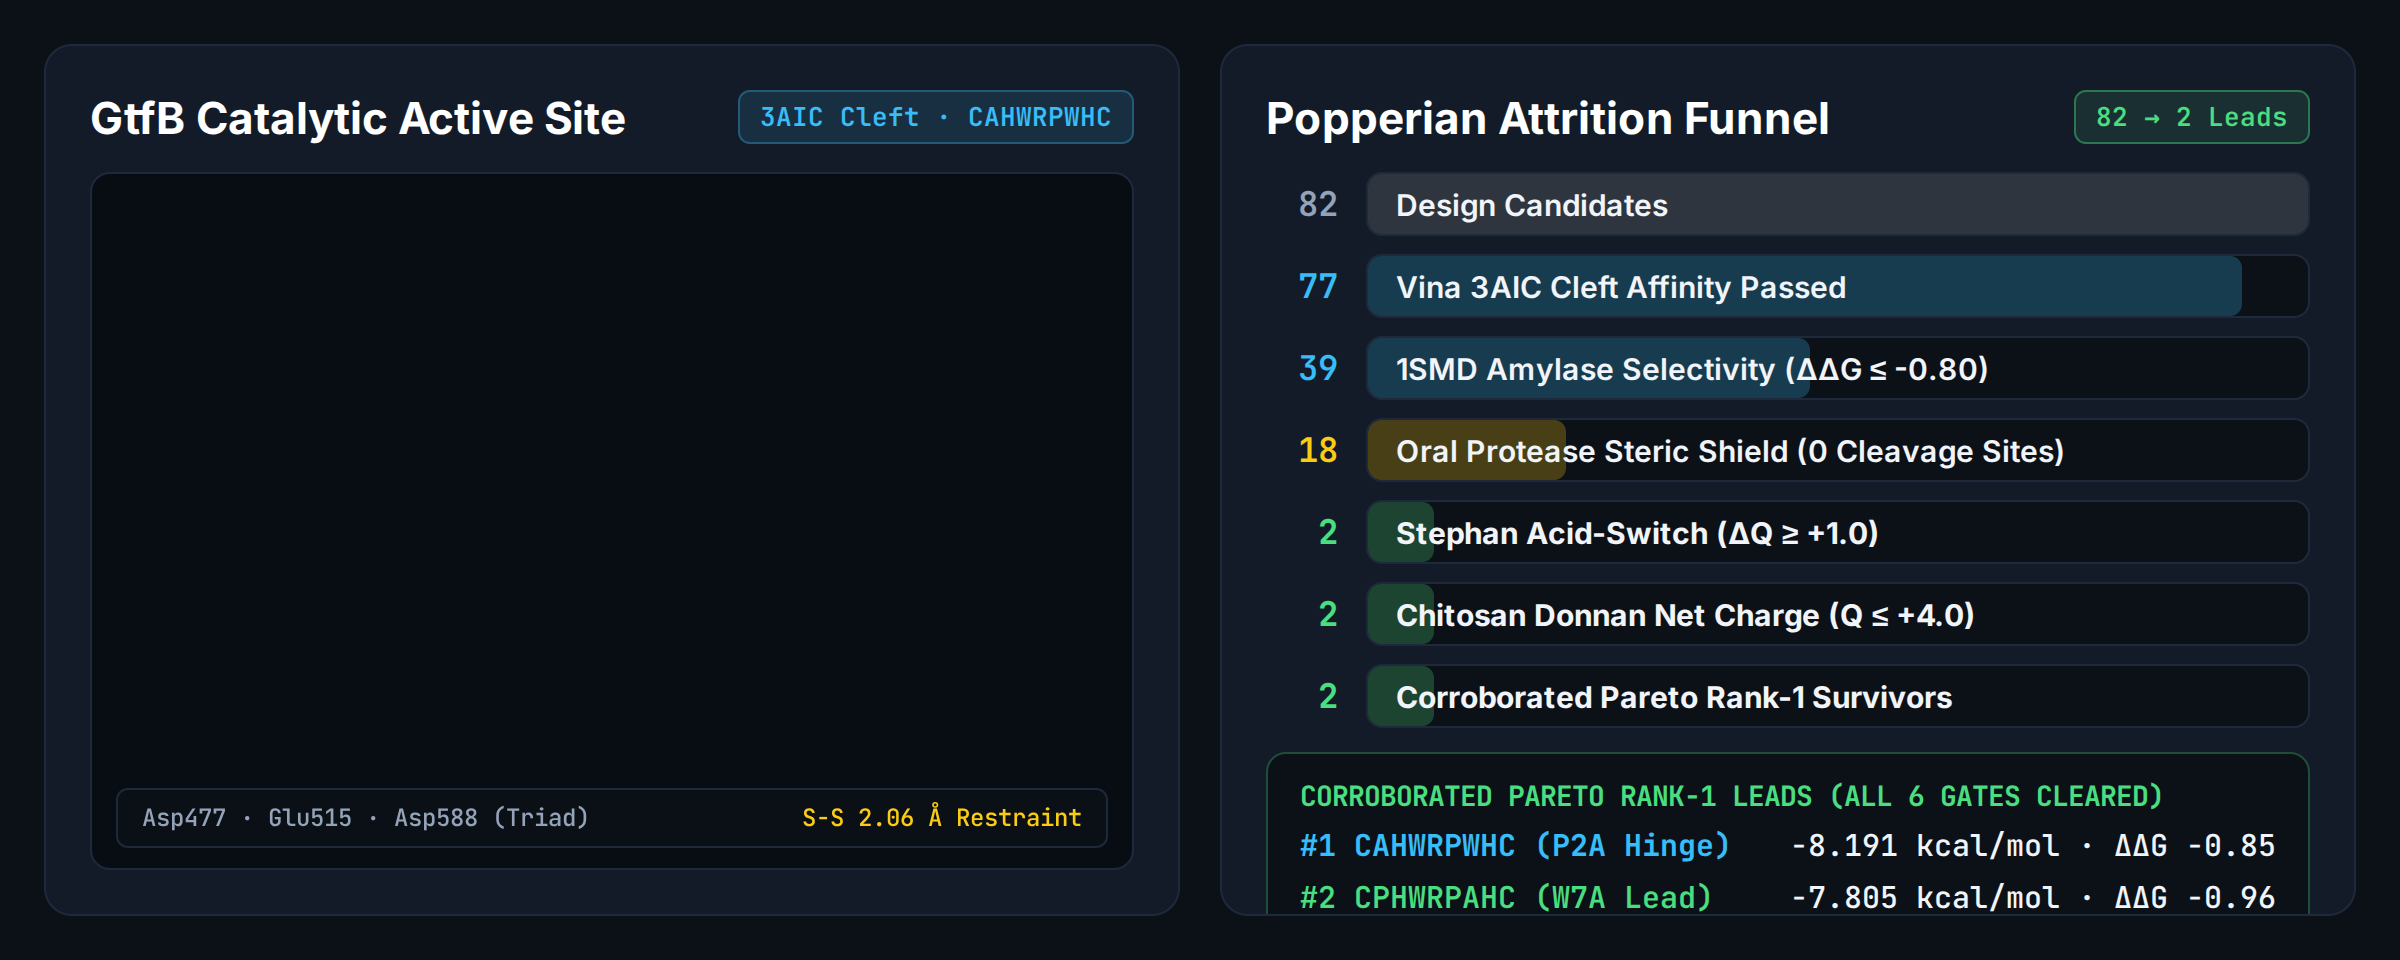 GtfB Catalytic Active Site
3AIC Cleft · CAHWRPWHC
Asp477 · Glu515 · Asp588 (Triad)
S-S 2.06 Å Restraint
Popperian Attrition Funnel
82 → 2 Leads
82 Design Candidates
77 Vina 3AIC Cleft Affinity Passed
39 1SMD Amylase Selectivity (ΔΔG ≤ -0.80)
18 Oral Protease Steric Shield (0 Cleavage Sites)
2 Stephan Acid-Switch (ΔQ ≥ +1.0)
2 Chitosan Donnan Net Charge (Q ≤ +4.0)
2 Corroborated Pareto Rank-1 Survivors
CORROBORATED PARETO RANK-1 LEADS (ALL 6 GATES CLEARED)
#1 CAHWRPWHC (P2A Hinge) -8.191 kcal/mol · ΔΔG -0.85
#2 CPHWRPAHC (W7A Lead) -7.805 kcal/mol · ΔΔG -0.96